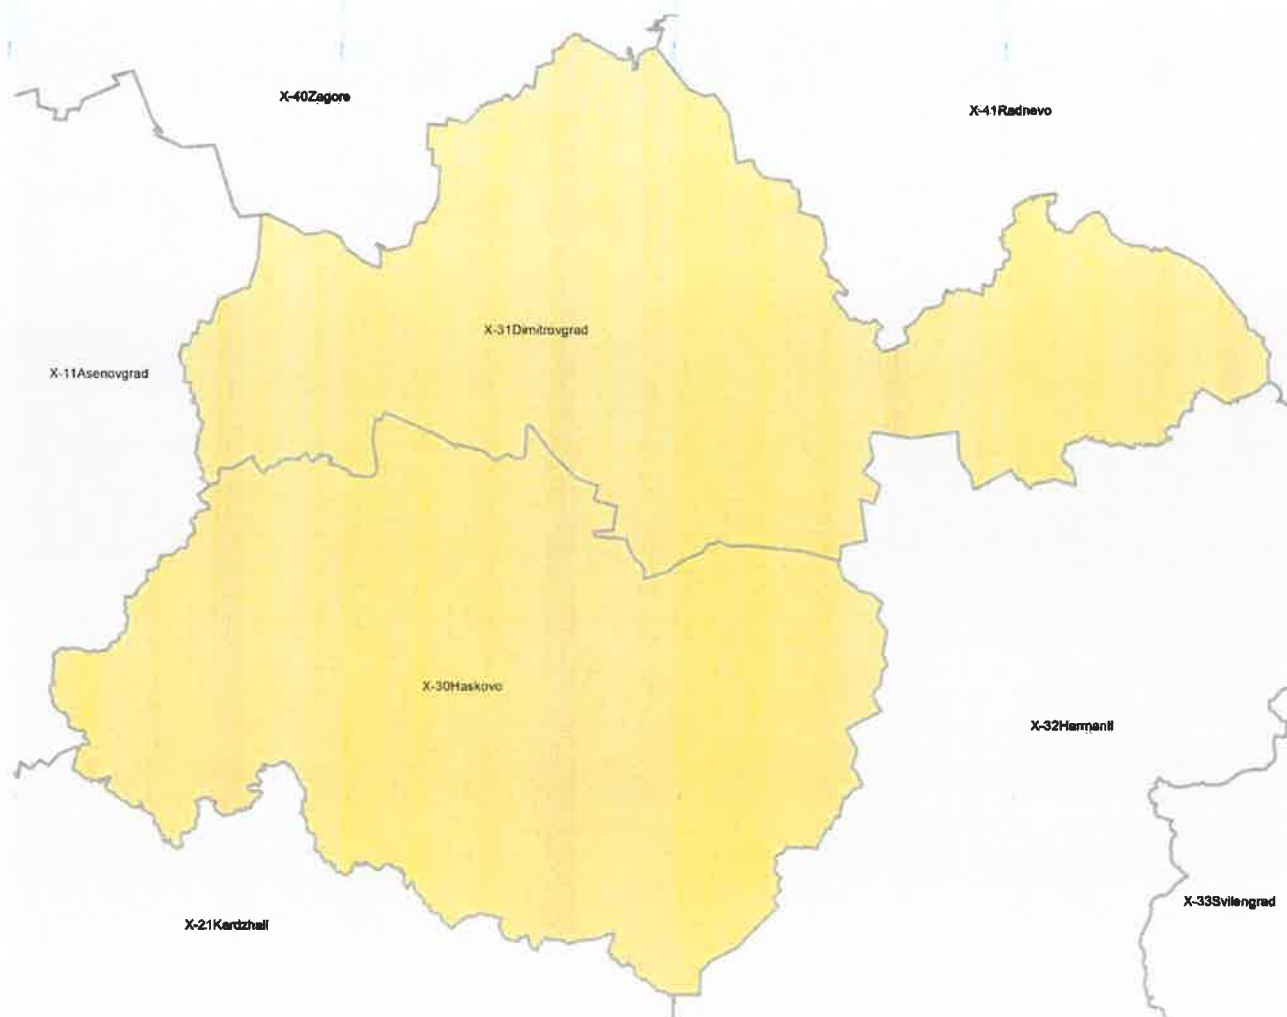 X-40Zagore
X-41Radnevo
X-31Dimitrovgrad
X-11Asenovgrad
X-30Haskovo
X-32Harmanli
X-33Svilengrad
X-21Kardzhali